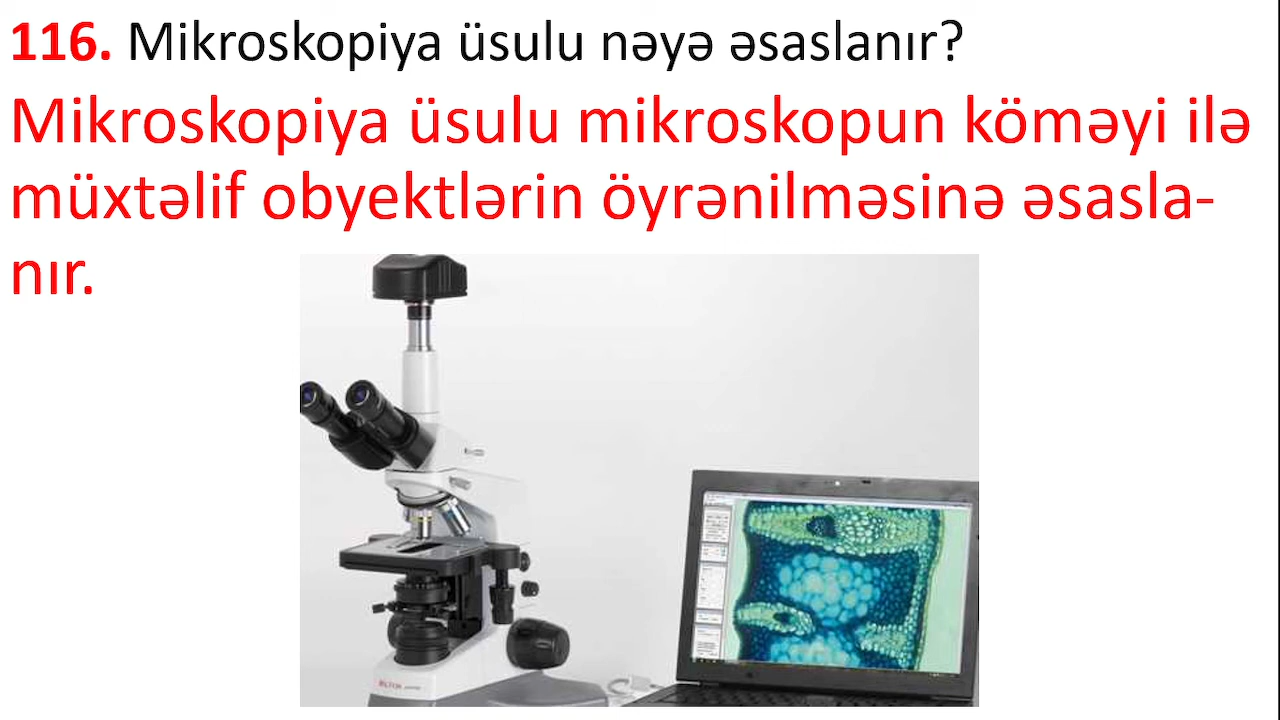 116. Mikroskopiya üsulu nəyə əsaslanır?
Mikroskopiya üsulu mikroskopun köməyi ilə
müxtəlif obyektlərin öyrənilməsinə əsasla-
nır.